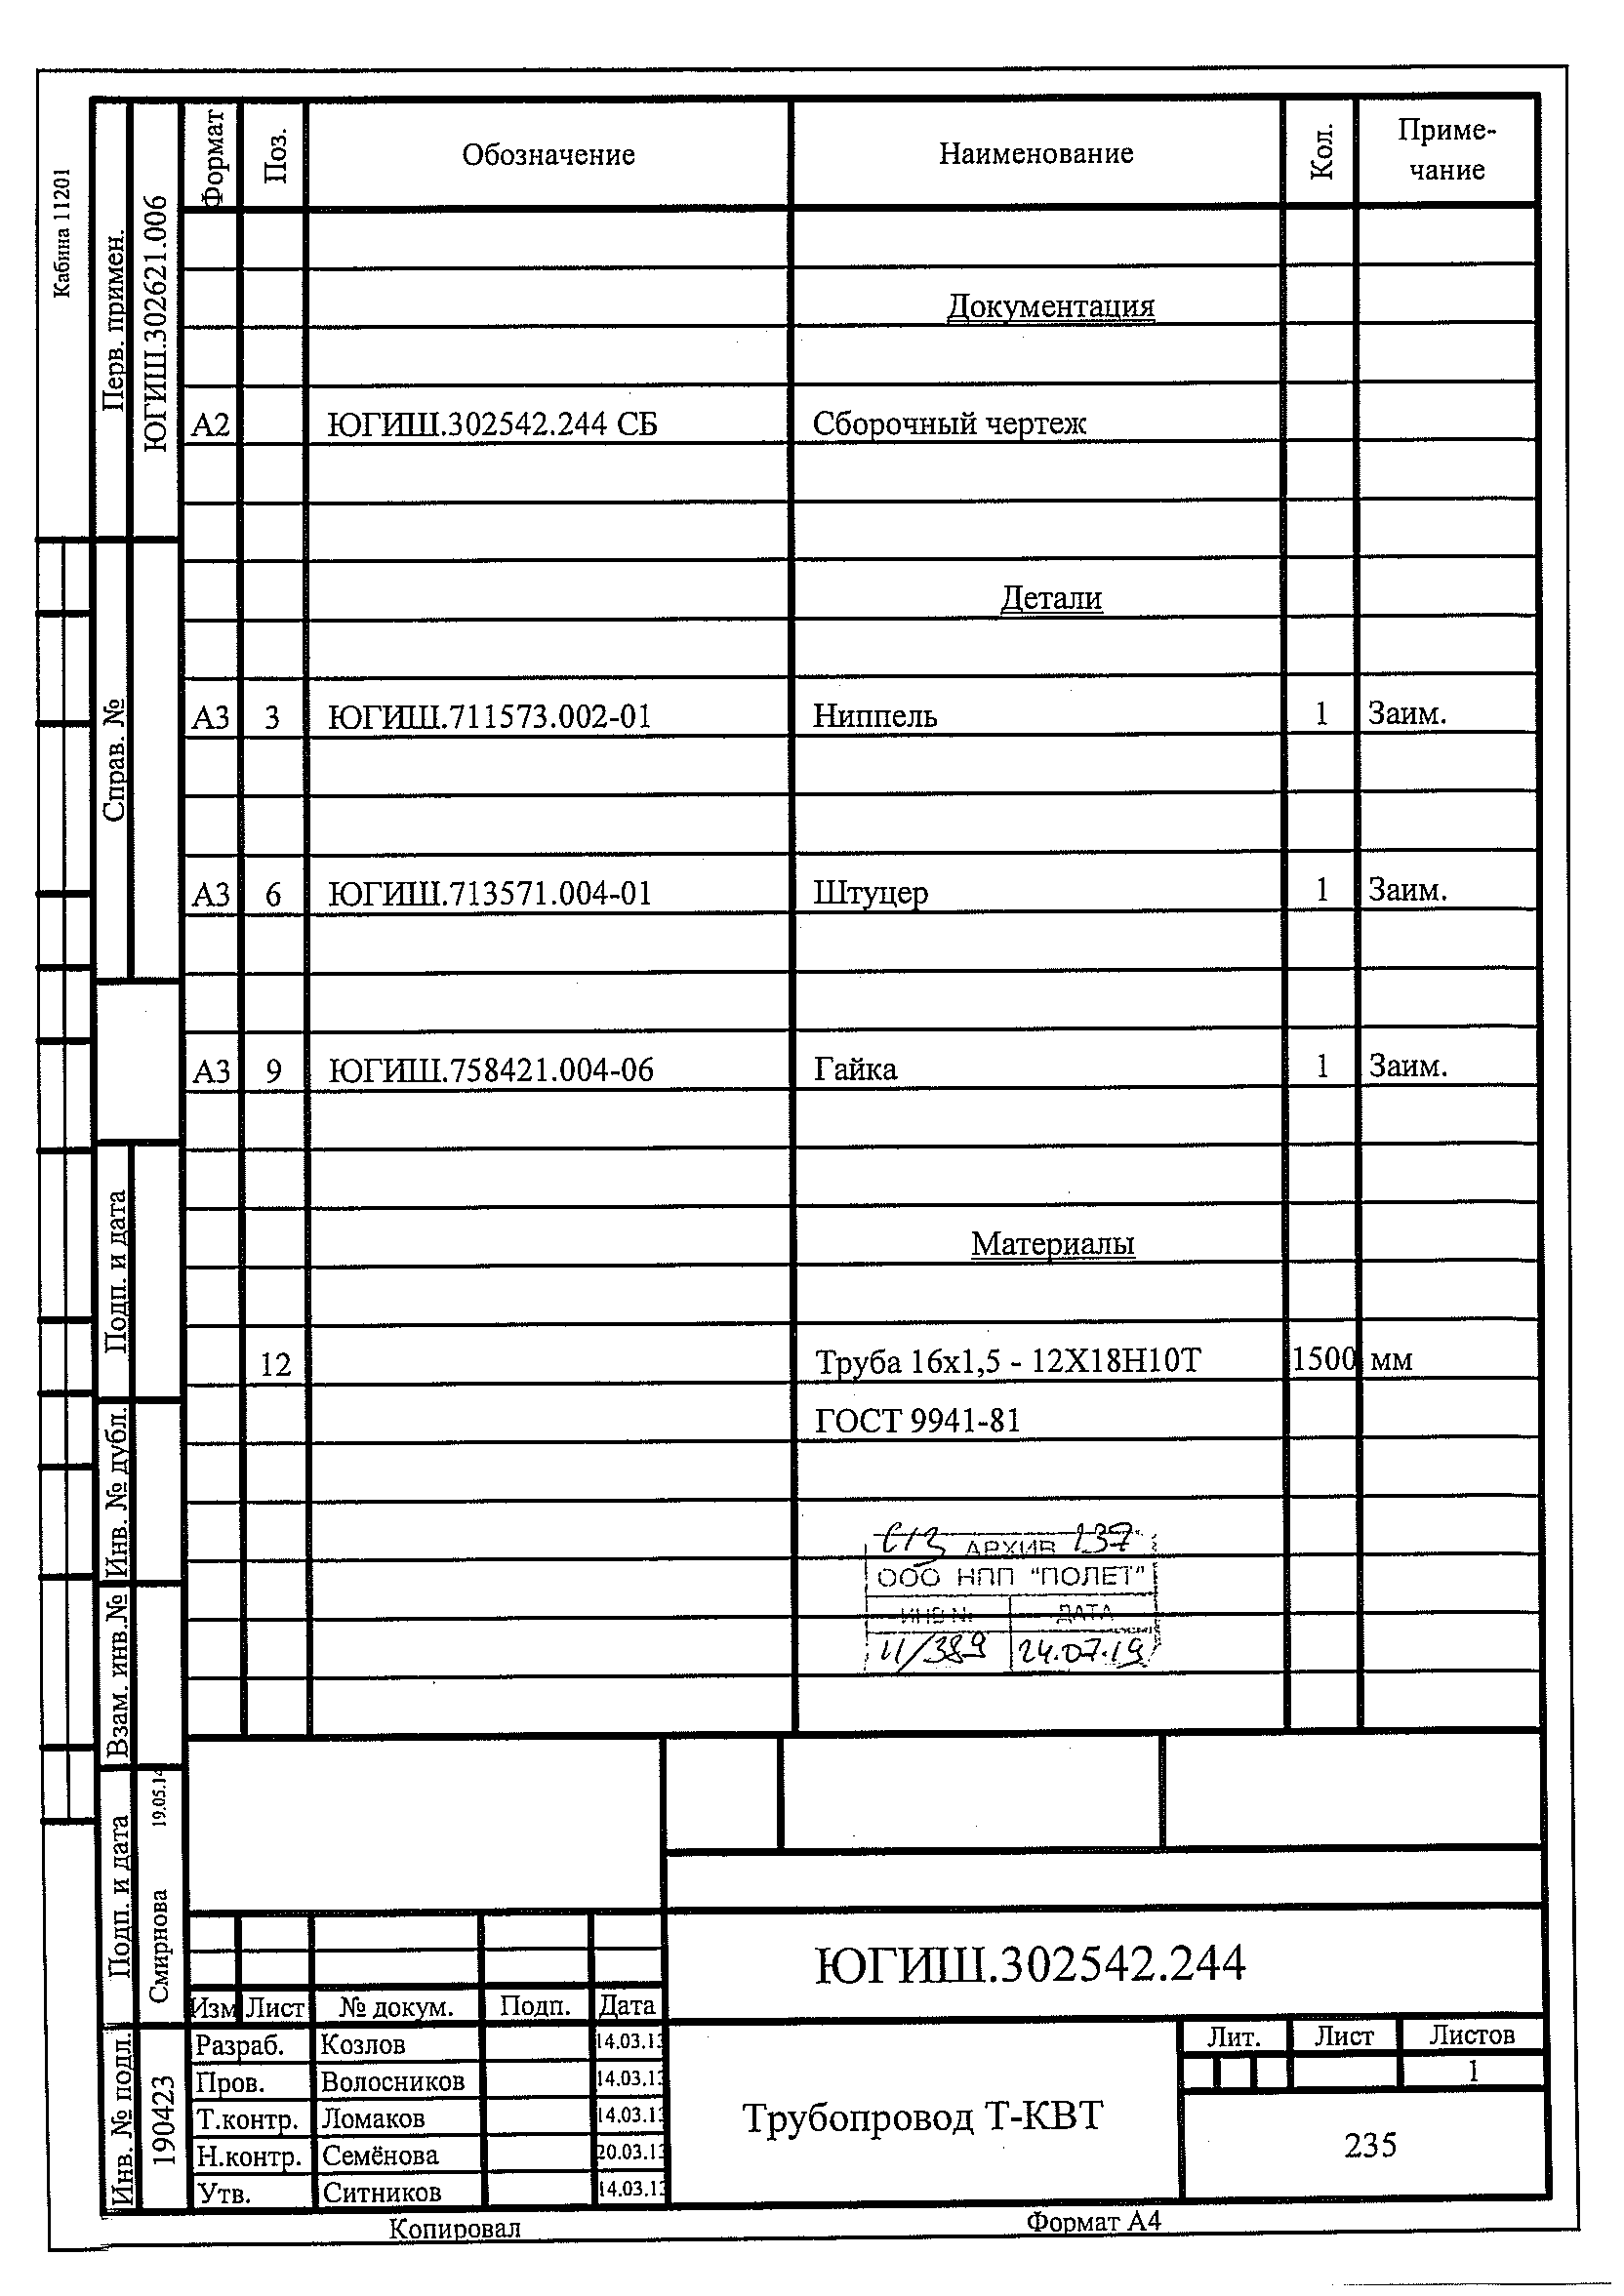 Кабина 11201
Перв. примен.
ЮГИШ.302621.006
Справ. №
Подп. и дата
Инв. № дубл.
Взам. инв.№
Подп. и дата
Смирнова 19.05.14
Инв. № подл.
190423
Формат Поз. Обозначение Наименование Кол. Приме-
чание
Документация
А2 ЮГИШ.302542.244 СБ Сборочный чертеж
Детали
А3 3 ЮГИШ.711573.002-01 Ниппель 1 Заим.
А3 6 ЮГИШ.713571.004-01 Штуцер 1 Заим.
А3 9 ЮГИШ.758421.004-06 Гайка 1 Заим.
Материалы
12 Труба 16х1,5 - 12Х18Н10Т 1500 мм
ГОСТ 9941-81
АРХИВ 137
ООО НПП "ПОЛЕТ"
ИНВ № ДАТА
11/389 24.07.19
ЮГИШ.302542.244
Изм Лист № докум. Подп. Дата
Разраб. Козлов 14.03.13
Пров. Волосников 14.03.13
Т.контр. Ломаков 14.03.13
Н.контр. Семёнова 20.03.13
Утв. Ситников 14.03.13
Трубопровод Т-КВТ
Лит. Лист Листов
1
235
Копировал Формат А4